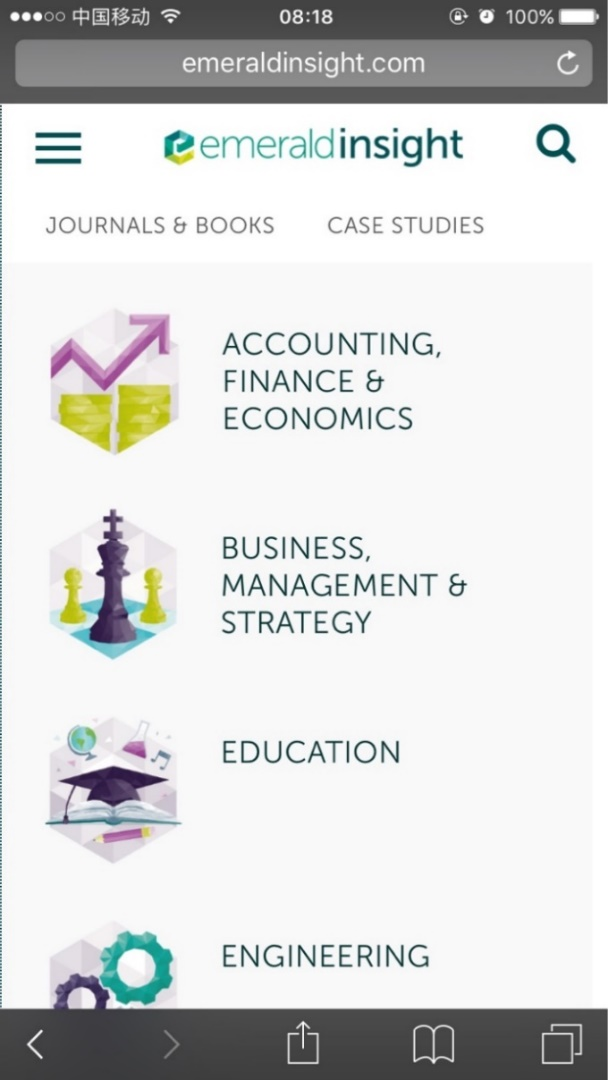 中国移动 08:18 100%
emeraldinsight.com
emeraldinsight
JOURNALS & BOOKS CASE STUDIES
ACCOUNTING,
FINANCE &
ECONOMICS
BUSINESS,
MANAGEMENT &
STRATEGY
EDUCATION
ENGINEERING